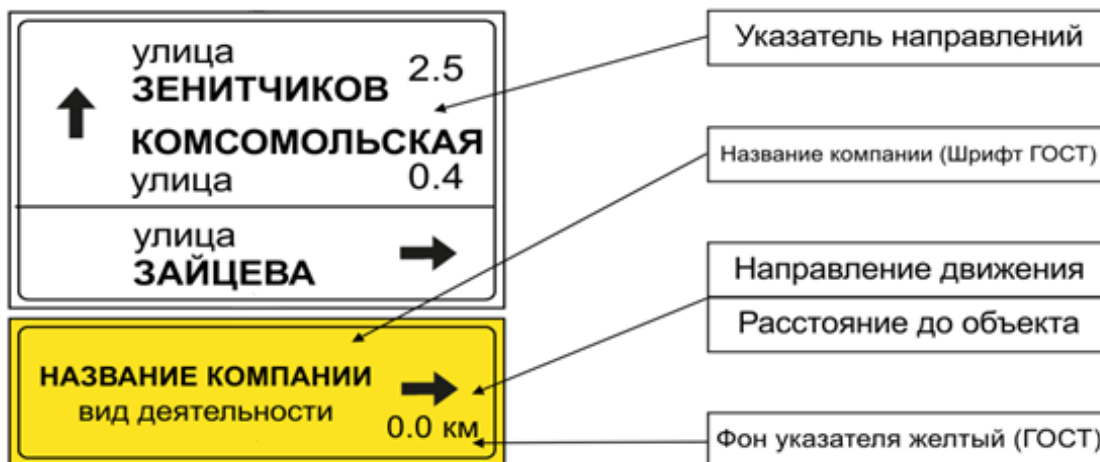 улица
ЗЕНИТЧИКОВ 2.5
КОМСОМОЛЬСКАЯ
улица 0.4
улица
ЗАЙЦЕВА
НАЗВАНИЕ КОМПАНИИ
вид деятельности
0.0 км
Указатель направлений
Название компании (Шрифт ГОСТ)
Направление движения
Расстояние до объекта
Фон указателя желтый (ГОСТ)